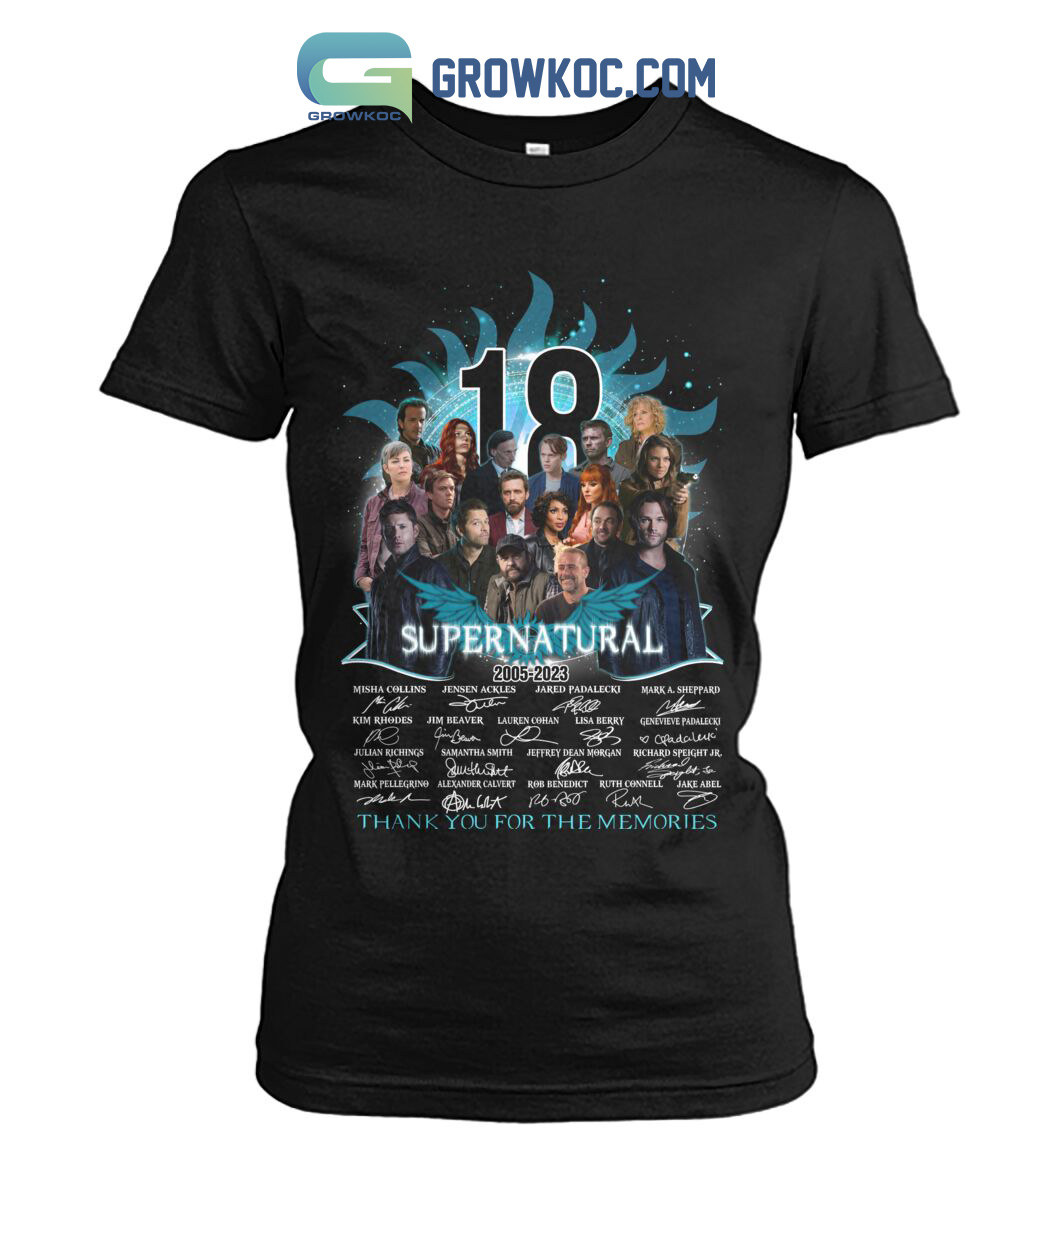 GROWKOC.COM
GROWKOC
18
SUPERNATURAL
2005-2023
MISHA COLLINS JENSEN ACKLES JARED PADALECKI MARK A. SHEPPARD
KIM RHODES JIM BEAVER LAUREN COHAN LISA BERRY GENEVIEVE PADALECKI
JULIAN RICHINGS SAMANTHA SMITH JEFFREY DEAN MORGAN RICHARD SPEIGHT JR.
MARK PELLEGRINO ALEXANDER CALVERT ROB BENEDICT RUTH CONNELL JAKE ABEL
THANK YOU FOR THE MEMORIES